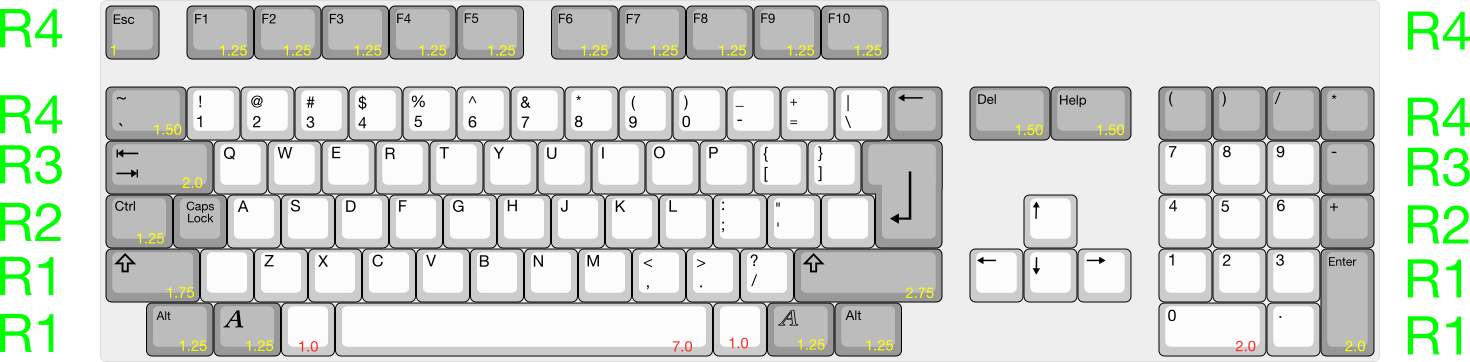 R4 Esc 1 F1 1.25 F2 1.25 F3 1.25 F4 1.25 F5 1.25 F6 1.25 F7 1.25 F8 1.25 F9 1.25 F10 1.25 R4
R4 ~ ` 1.50 ! 1 @ 2 # 3 $ 4 % 5 ^ 6 & 7 * 8 ( 9 ) 0 _ - + = | \ ← Del 1.50 Help 1.50 ( ) / * R4
R3 2.0 Q W E R T Y U I O P { [ } ] 7 8 9 - R3
R2 Ctrl 1.25 Caps Lock A S D F G H J K L : ; " ' ↑ 4 5 6 + R2
R1 ⇧ 1.75 Z X C V B N M < , > . ? / ⇧ 2.75 ← ↓ → 1 2 3 Enter 2.0 R1
R1 Alt 1.25 A 1.25 1.0 7.0 1.0 A 1.25 Alt 1.25 0 2.0 . R1